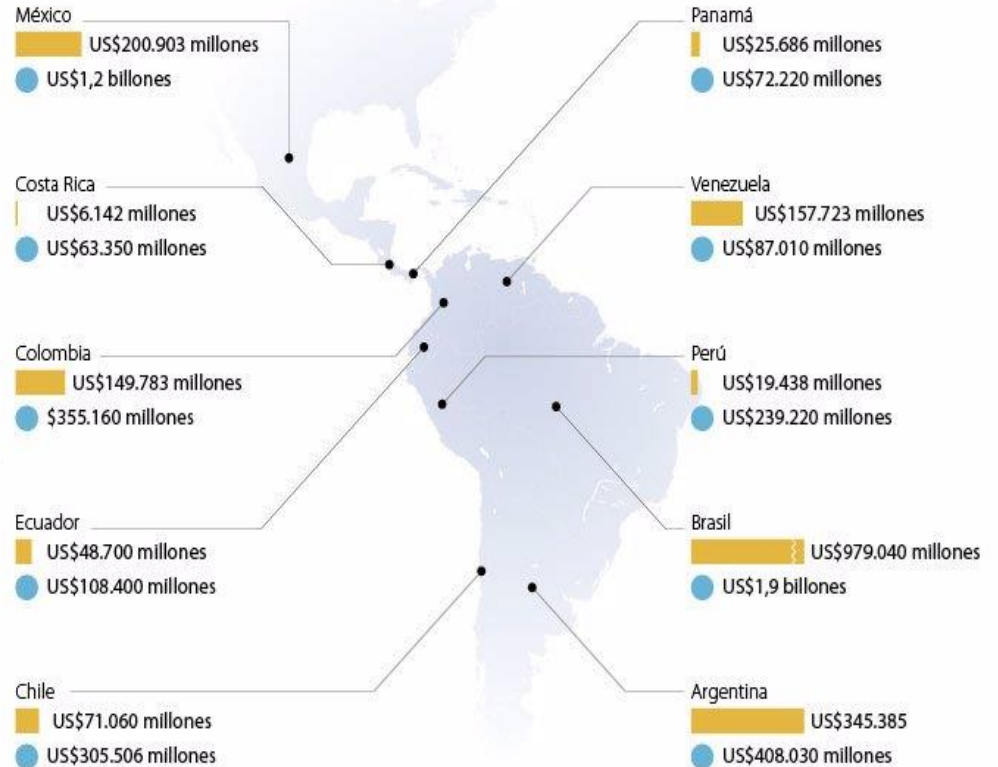 México
US$200.903 millones
US$1,2 billones
Costa Rica
US$6.142 millones
US$63.350 millones
Colombia
US$149.783 millones
$355.160 millones
Ecuador
US$48.700 millones
US$108.400 millones
Chile
US$71.060 millones
US$305.506 millones
Panamá
US$25.686 millones
US$72.220 millones
Venezuela
US$157.723 millones
US$87.010 millones
Perú
US$19.438 millones
US$239.220 millones
Brasil
US$979.040 millones
US$1,9 billones
Argentina
US$345.385
US$408.030 millones